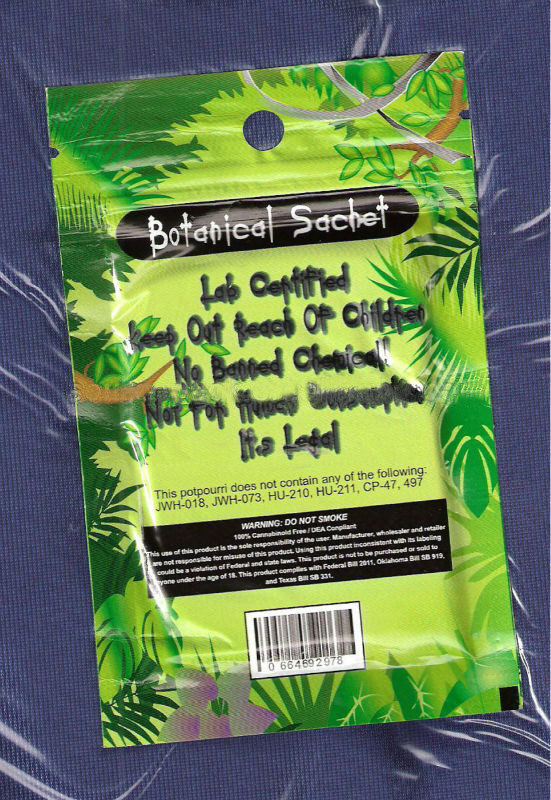 Botanical Sachet
Lab Certified
Keep Out Reach Of Children
No Banned Chemical!
Not For Human Consumption
It,s Legal
This potpourri does not contain any of the following:
JWH-018, JWH-073, HU-210, HU-211, CP-47, 497
WARNING: DO NOT SMOKE
100% Cannabinoid Free / DEA Compliant
This use of this product is the sole responsibility of the user. Manufacturer, wholesaler and retailer
are not responsible for misuse of this product. Using this product inconsistent with its labeling
could be a violation of Federal and state laws. This product is not to be purchased or sold to
anyone under the age of 18. This product complies with Federal Bill 2011, Oklahoma Bill SB 919,
and Texas Bill SB 331.
0 664692978